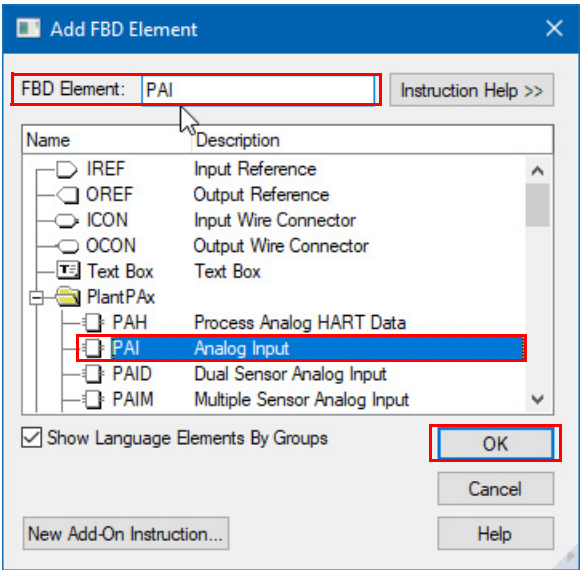 Add FBD Element
FBD Element: PAI
Instruction Help >>
Name Description
IREF Input Reference
OREF Output Reference
ICON Input Wire Connector
OCON Output Wire Connector
Text Box Text Box
PlantPAx
PAH Process Analog HART Data
PAI Analog Input
PAID Dual Sensor Analog Input
PAIM Multiple Sensor Analog Input
Show Language Elements By Groups
OK
Cancel
New Add-On Instruction...
Help